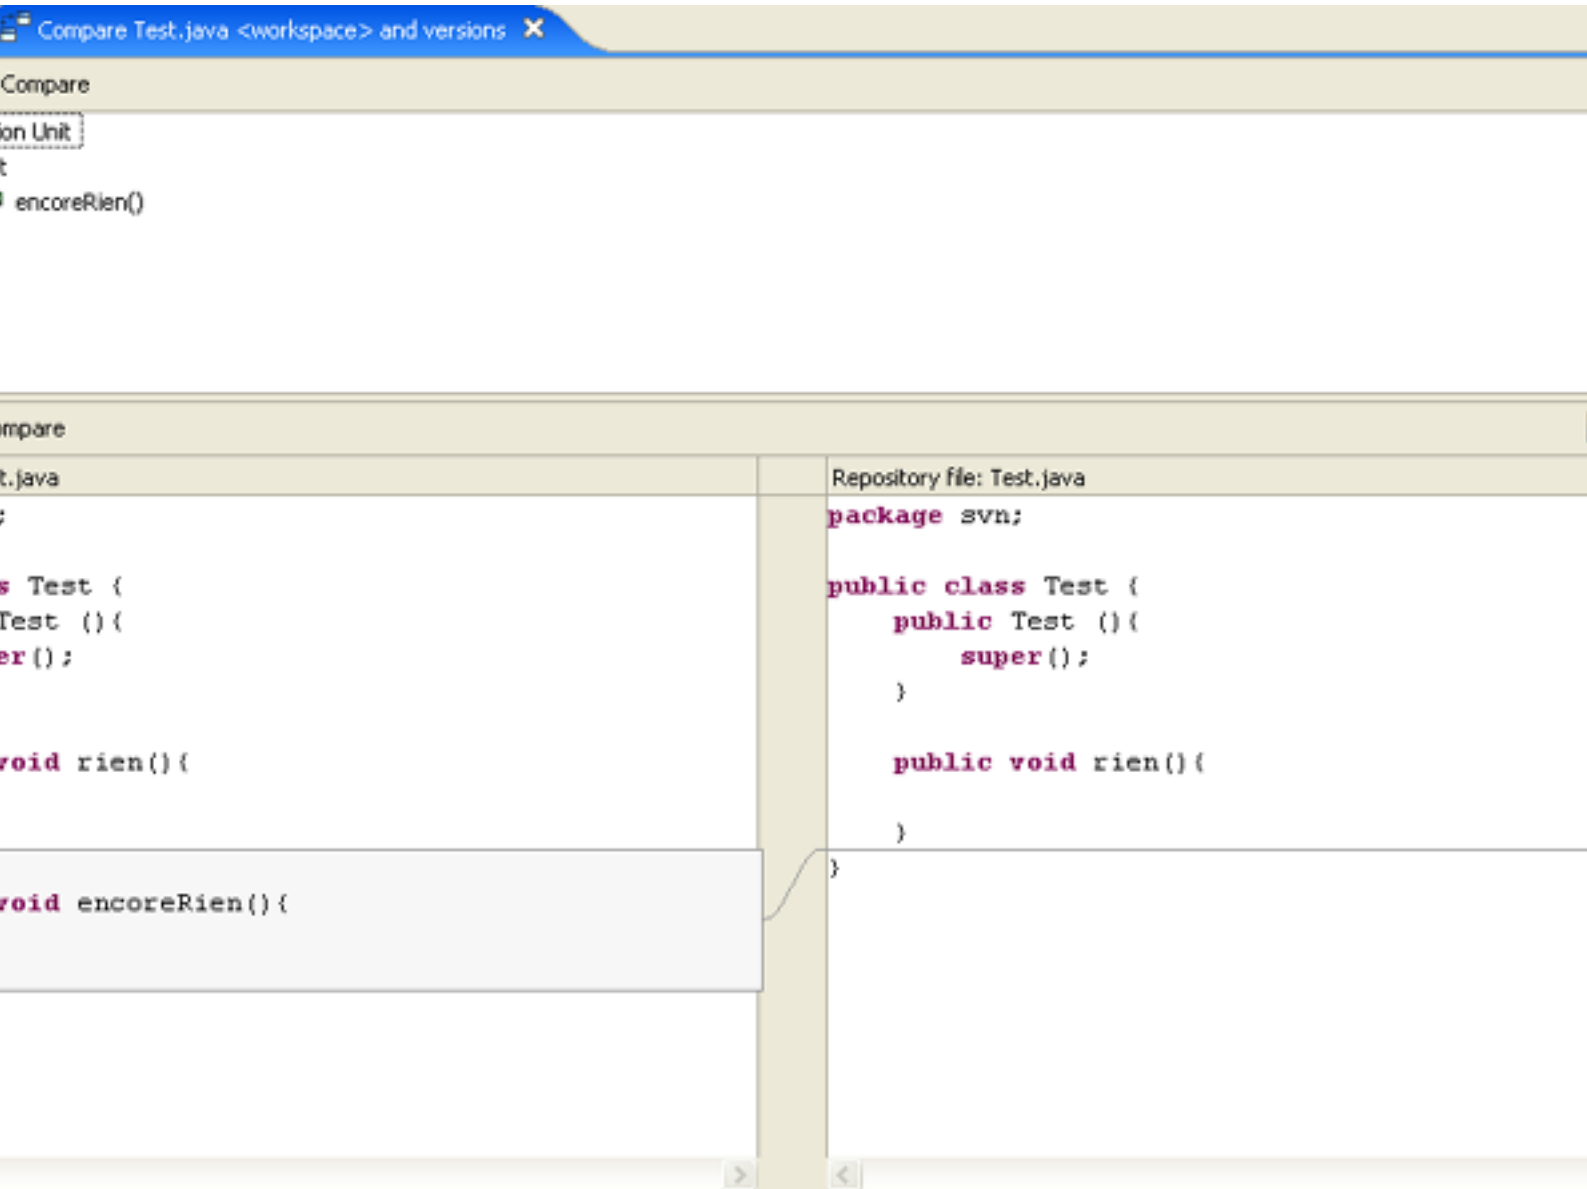 Compare Test.java <workspace> and versions
Compare
ion Unit
t
encoreRien()
ompare
t.java
;
s Test {
Test (){
er();
void rien(){
void encoreRien(){
Repository file: Test.java
package svn;
public class Test {
public Test (){
super();
}
public void rien(){
}
}